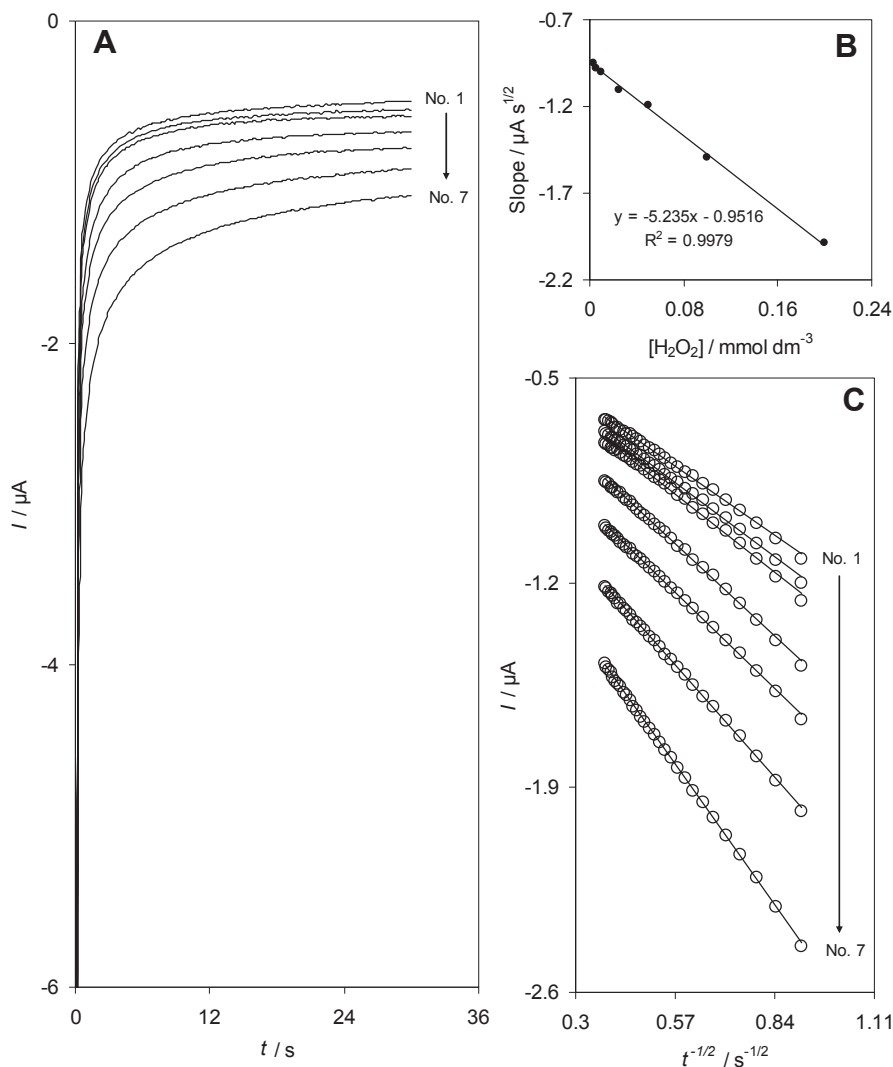 A
0
-2
-4
-6
0
12
24
36
I / µA
t / s
No. 1
No. 7
B
-0.7
-1.2
-1.7
-2.2
0
0.08
0.16
0.24
Slope / µA s^1/2
[H₂O₂] / mmol dm⁻³
y = -5.235x - 0.9516
R² = 0.9979
C
-0.5
-1.2
-1.9
-2.6
0.3
0.57
0.84
1.11
I / µA
t^-1/2 / s^-1/2
No. 1
No. 7